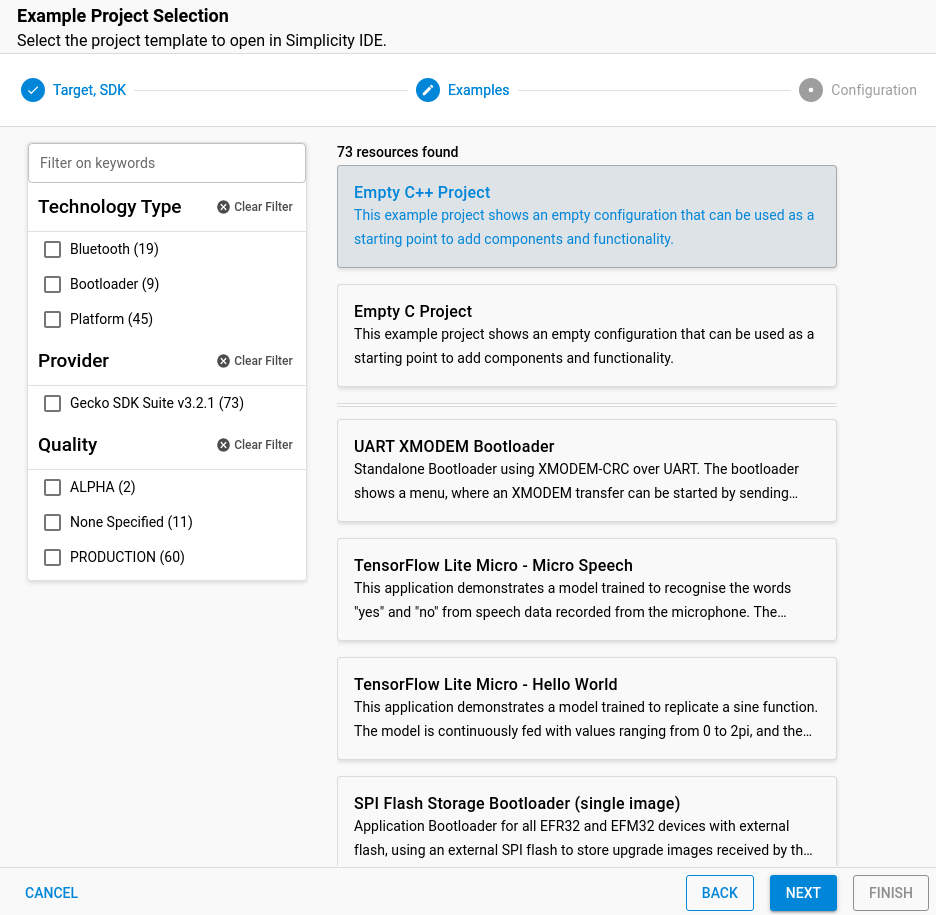 Example Project Selection
Select the project template to open in Simplicity IDE.
Target, SDK
Examples
Configuration
Filter on keywords
Technology Type
Clear Filter
Bluetooth (19)
Bootloader (9)
Platform (45)
Provider
Clear Filter
Gecko SDK Suite v3.2.1 (73)
Quality
Clear Filter
ALPHA (2)
None Specified (11)
PRODUCTION (60)
73 resources found
Empty C++ Project
This example project shows an empty configuration that can be used as a
starting point to add components and functionality.
Empty C Project
This example project shows an empty configuration that can be used as a
starting point to add components and functionality.
UART XMODEM Bootloader
Standalone Bootloader using XMODEM-CRC over UART. The bootloader
shows a menu, where an XMODEM transfer can be started by sending…
TensorFlow Lite Micro - Micro Speech
This application demonstrates a model trained to recognise the words
"yes" and "no" from speech data recorded from the microphone. The…
TensorFlow Lite Micro - Hello World
This application demonstrates a model trained to replicate a sine function.
The model is continuously fed with values ranging from 0 to 2pi, and the…
SPI Flash Storage Bootloader (single image)
Application Bootloader for all EFR32 and EFM32 devices with external
flash, using an external SPI flash to store upgrade images received by th…
CANCEL
BACK
NEXT
FINISH